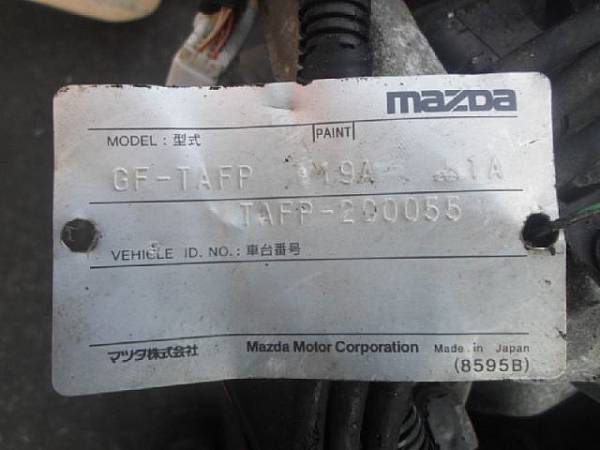 mazda
MODEL: 型式 PAINT
GF-TAFP 19A 1A
TAFP-200055
VEHICLE ID. NO.: 車台番号
マツダ株式会社 Mazda Motor Corporation Made in Japan
(8595B)